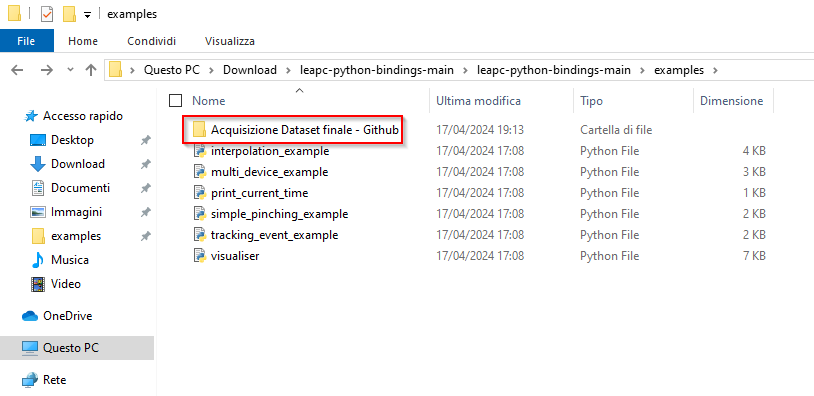 examples
File Home Condividi Visualizza
Questo PC Download leapc-python-bindings-main leapc-python-bindings-main examples
Nome Ultima modifica Tipo Dimensione
Accesso rapido
Desktop
Download
Documenti
Immagini
examples
Musica
Video
OneDrive
Questo PC
Rete
Acquisizione Dataset finale - Github 17/04/2024 19:13 Cartella di file
interpolation_example 17/04/2024 17:08 Python File 4 KB
multi_device_example 17/04/2024 17:08 Python File 3 KB
print_current_time 17/04/2024 17:08 Python File 1 KB
simple_pinching_example 17/04/2024 17:08 Python File 2 KB
tracking_event_example 17/04/2024 17:08 Python File 2 KB
visualiser 17/04/2024 17:08 Python File 7 KB